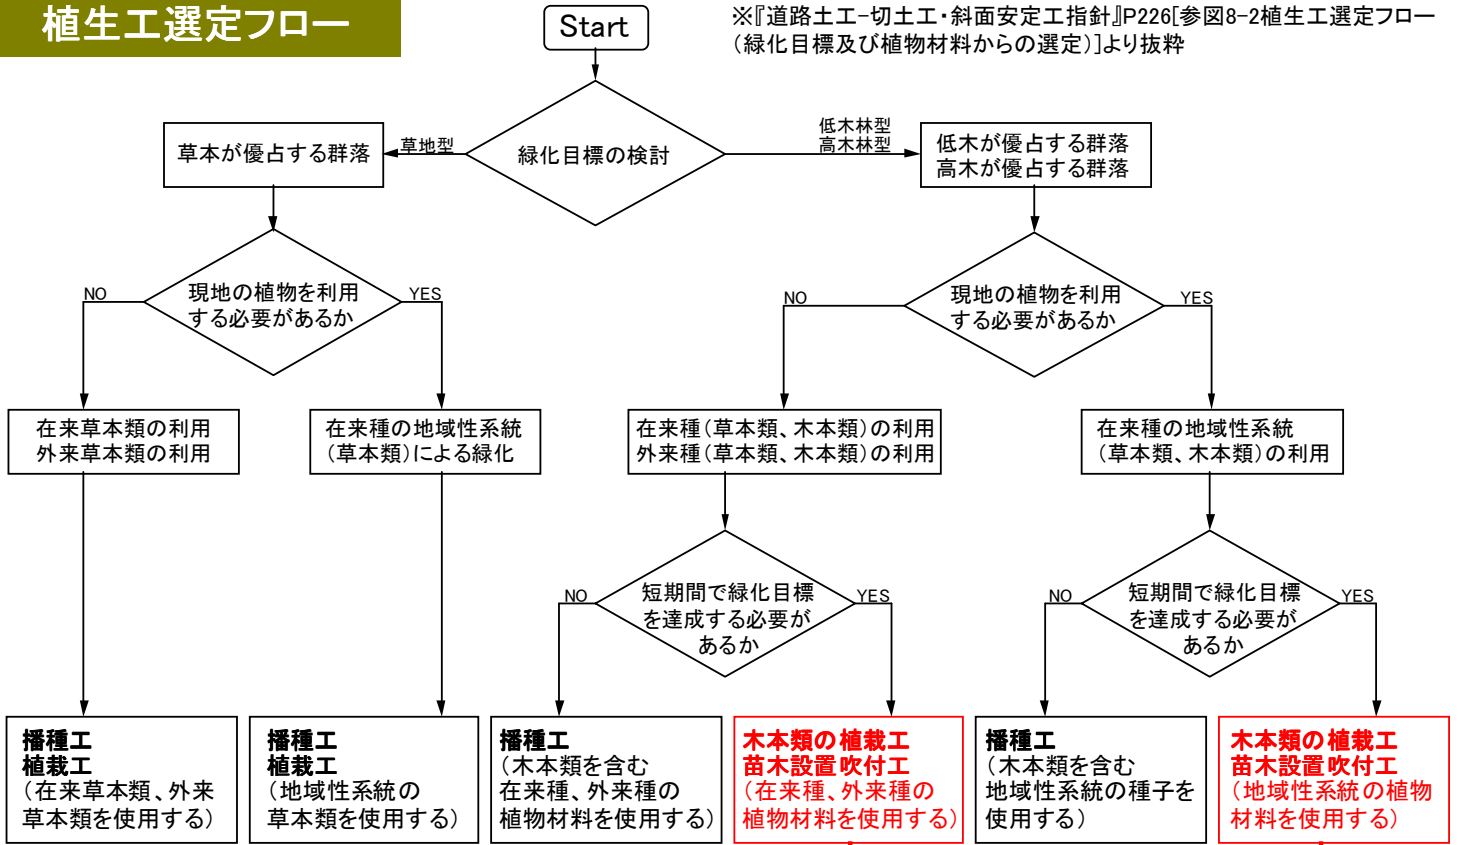 植生工選定フロー
※『道路土工-切土工・斜面安定工指針』P226[参図8-2植生工選定フロー
(緑化目標及び植物材料からの選定)]より抜粋
Start
緑化目標の検討
草地型
低木林型
高木林型
草本が優占する群落
低木が優占する群落
高木が優占する群落
現地の植物を利用
する必要があるか
NO
YES
現地の植物を利用
する必要があるか
NO
YES
在来草本類の利用
外来草本類の利用
在来種の地域性系統
(草本類)による緑化
在来種(草本類、木本類)の利用
外来種(草本類、木本類)の利用
在来種の地域性系統
(草本類、木本類)の利用
短期間で緑化目標
を達成する必要が
あるか
NO
YES
短期間で緑化目標
を達成する必要が
あるか
NO
YES
播種工
植栽工
(在来草本類、外来
草本類を使用する)
播種工
植栽工
(地域性系統の
草本類を使用する)
播種工
(木本類を含む
在来種、外来種の
植物材料を使用する)
木本類の植栽工
苗木設置吹付工
(在来種、外来種の
植物材料を使用する)
播種工
(木本類を含む
地域性系統の種子を
使用する)
木本類の植栽工
苗木設置吹付工
(地域性系統の植物
材料を使用する)